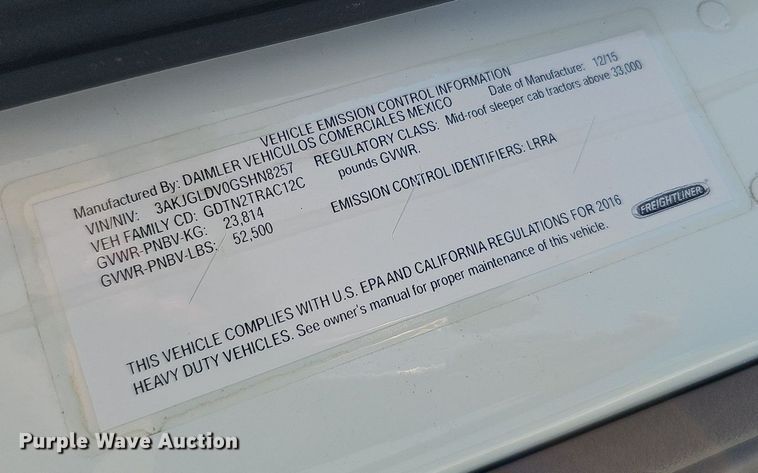 VEHICLE EMISSION CONTROL INFORMATION
Manufactured By: DAIMLER VEHICULOS COMERCIALES MEXICO
Date of Manufacture: 12/15
VIN/NIV: 3AKJGLDV0GSHN8257
REGULATORY CLASS: Mid-roof sleeper cab tractors above 33,000
pounds GVWR.
VEH FAMILY CD: GDTN2TRAC12C
GVWR-PNBV-KG: 23,814
GVWR-PNBV-LBS: 52,500
EMISSION CONTROL IDENTIFIERS: LRRA
FREIGHTLINER
THIS VEHICLE COMPLIES WITH U.S. EPA AND CALIFORNIA REGULATIONS FOR 2016
HEAVY DUTY VEHICLES. See owner's manual for proper maintenance of this vehicle.
Purple Wave Auction